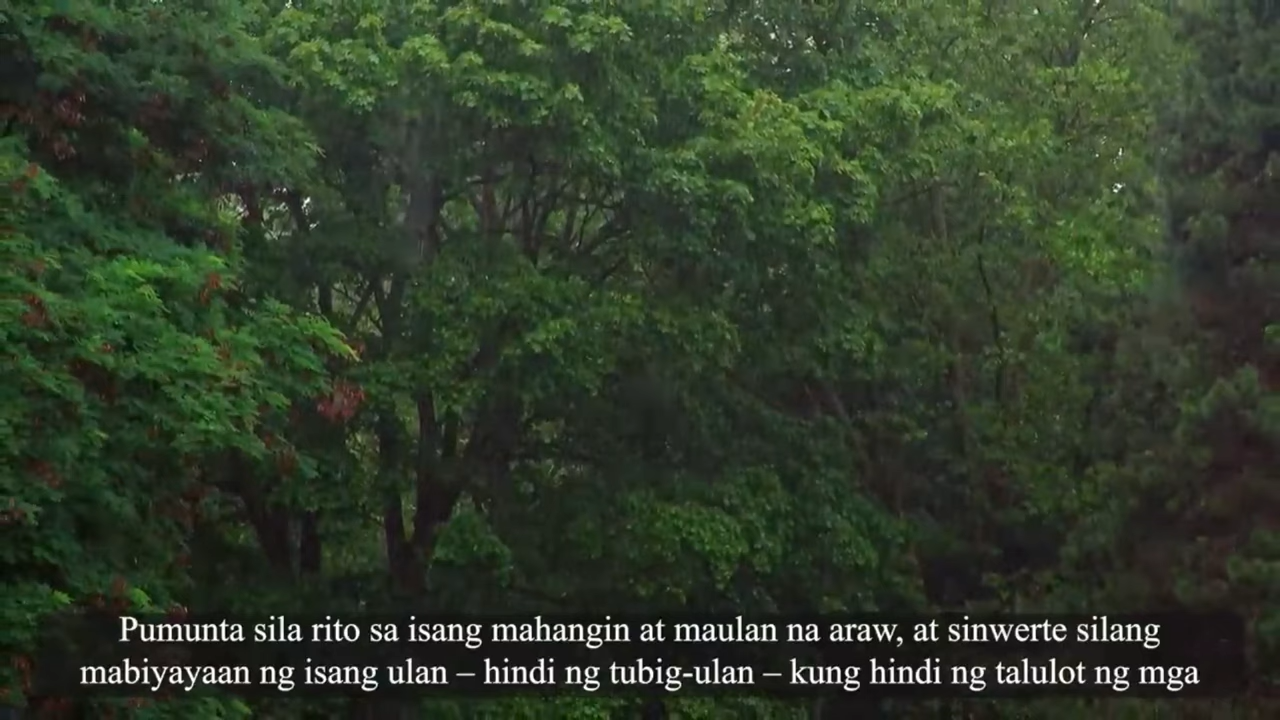 Pumunta sila rito sa isang mahangin at maulan na araw, at sinwerte silang
mabiyayaan ng isang ulan – hindi ng tubig-ulan – kung hindi ng talulot ng mga